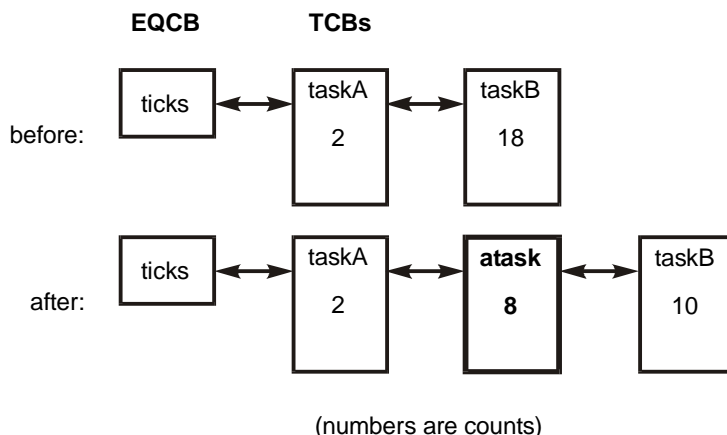 EQCB TCBs
before: ticks taskA taskB
2 18
after: ticks taskA atask taskB
2 8 10
(numbers are counts)